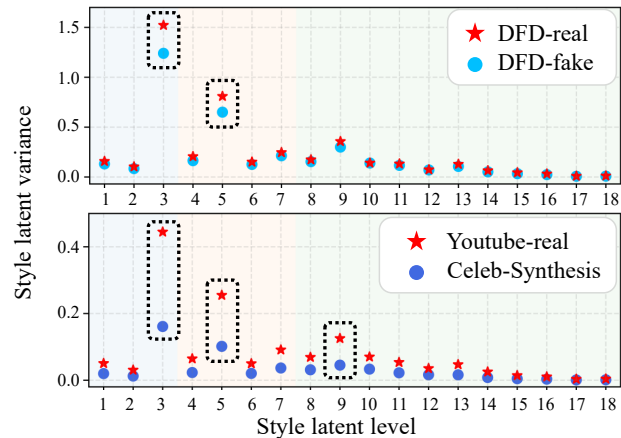 Style latent variance
1.5
1.0
0.5
0.0
DFD-real
DFD-fake
1 2 3 4 5 6 7 8 9 10 11 12 13 14 15 16 17 18
0.4
0.2
0.0
Youtube-real
Celeb-Synthesis
1 2 3 4 5 6 7 8 9 10 11 12 13 14 15 16 17 18
Style latent level